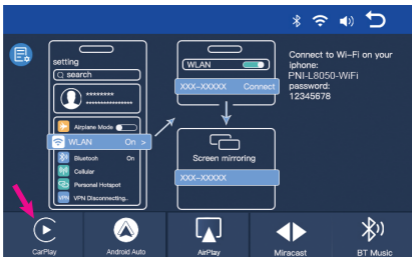 setting
search
********
****************
Airplane Mode
WLAN On >
Bluetooh On
Cellular
Personal Hotspot
VPN VPN Disconnecting..
WLAN
XXX-XXXXX Connect
Screen mirroring
XXX-XXXXX
Connect to Wi-Fi on your
iphone:
PNI-L8050-WiFi
password:
12345678
CarPlay
Android Auto
AirPlay
Miracast
BT Music